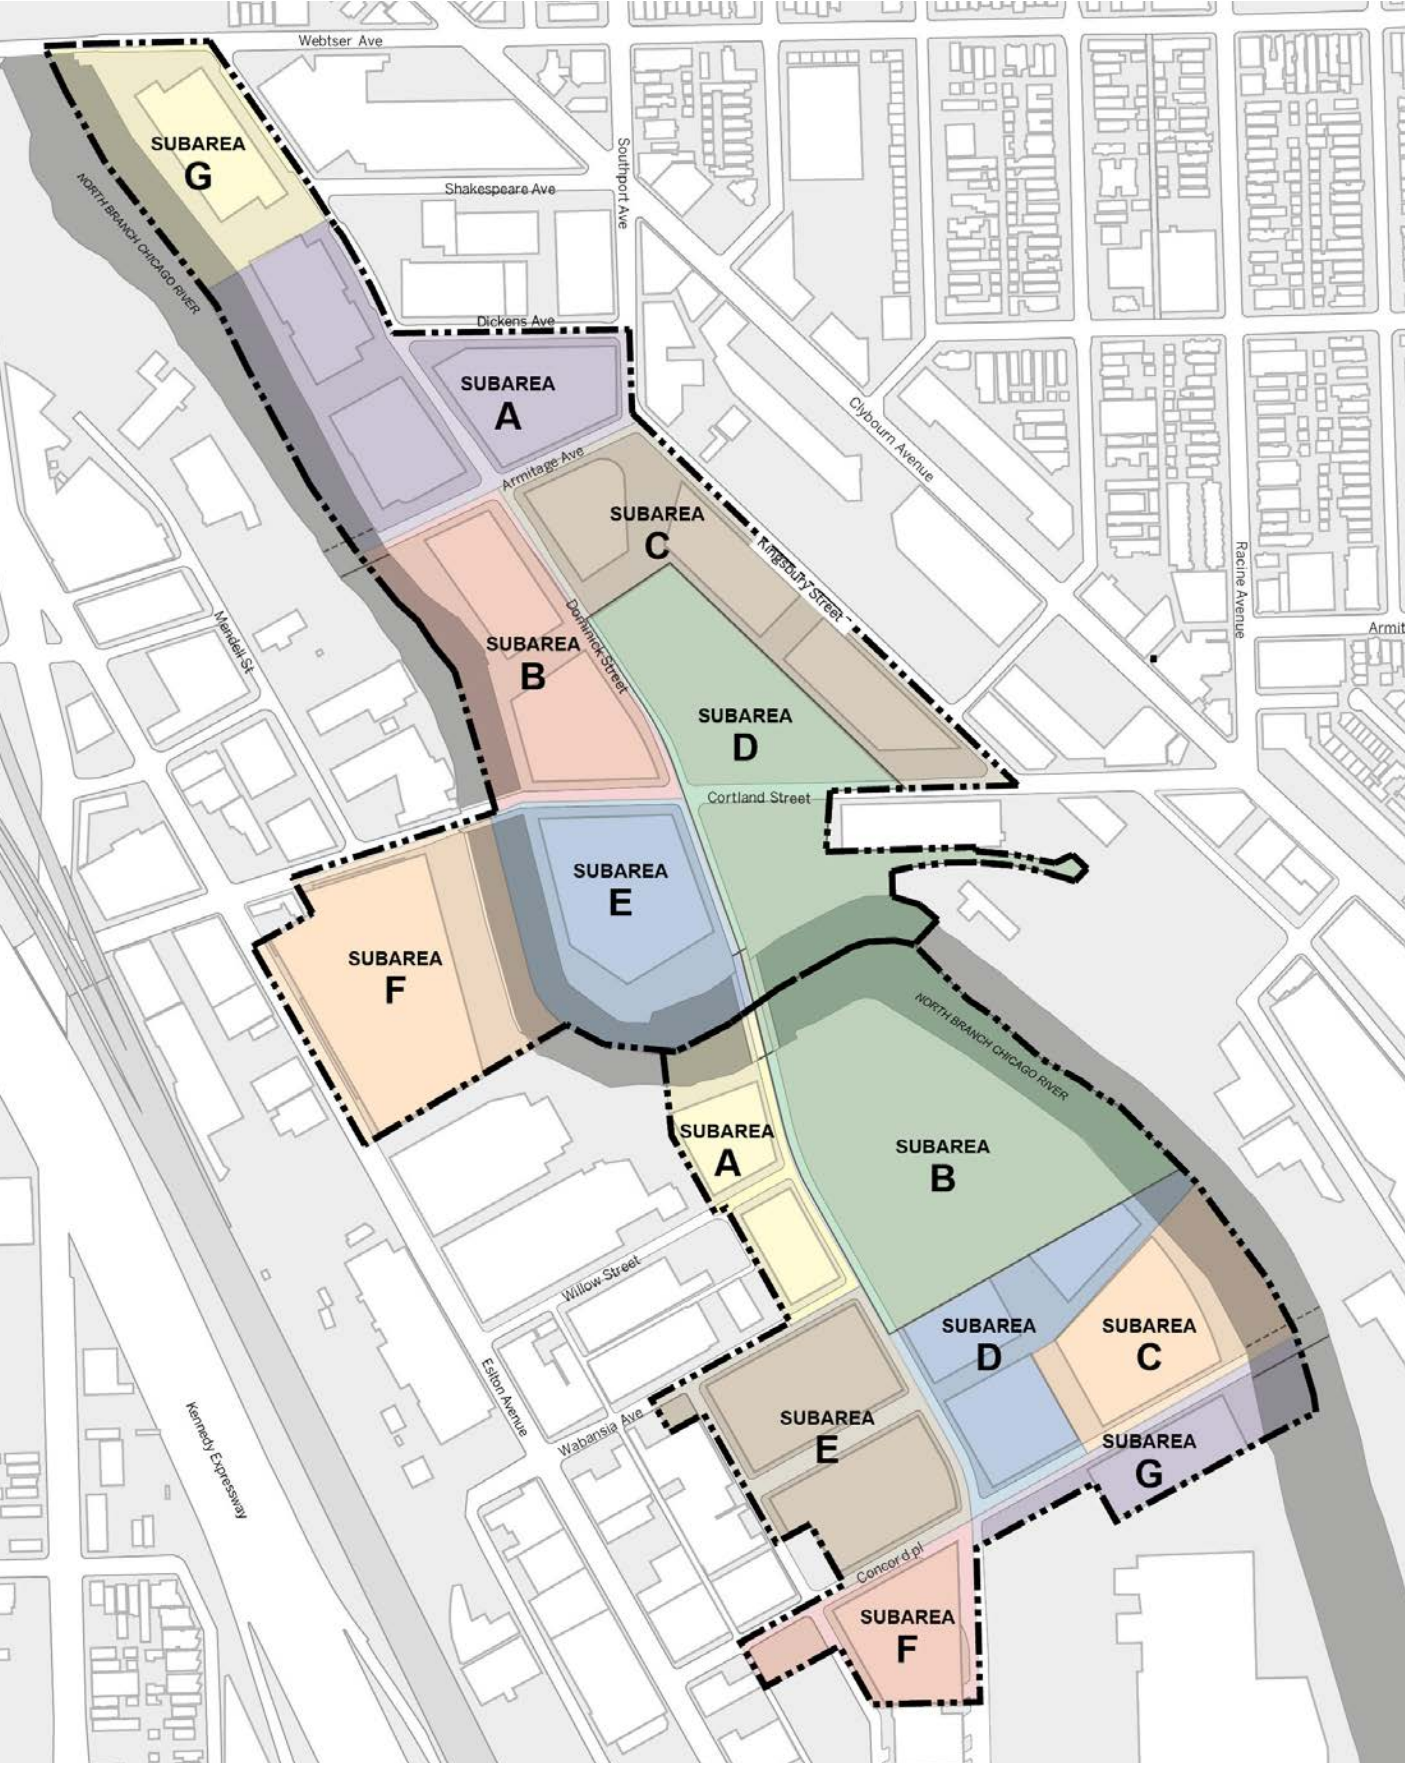 Webtser Ave
SUBAREA
G
Southport Ave
Shakespeare Ave
NORTH BRANCH CHICAGO RIVER
Dickens Ave
SUBAREA
A
Clybourn Avenue
Armitage Ave
SUBAREA
C
Kingsbury Street
Racine Avenue
Armit
Mendell St
Dominick Street
SUBAREA
B
SUBAREA
D
Cortland Street
SUBAREA
E
SUBAREA
F
NORTH BRANCH CHICAGO RIVER
SUBAREA
A
SUBAREA
B
Willow Street
SUBAREA
D
SUBAREA
C
Eslton Avenue
Wabansia Ave
SUBAREA
E
SUBAREA
G
Kennedy Expressway
Concord pl
SUBAREA
F